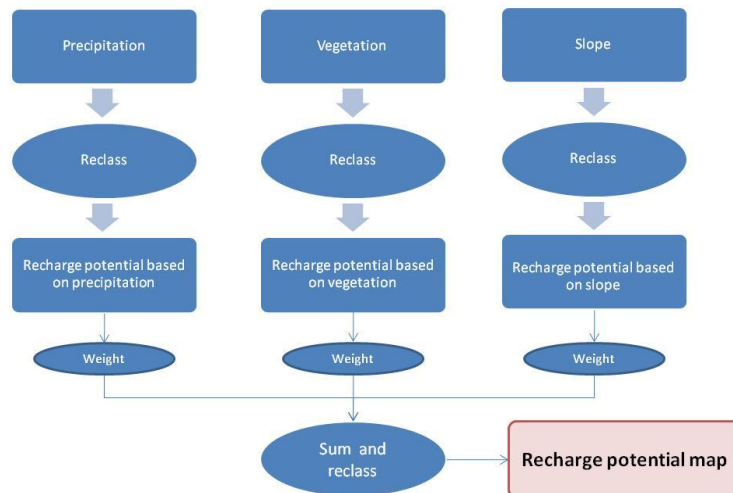 Precipitation
Vegetation
Slope
Reclass
Reclass
Reclass
Recharge potential based
on precipitation
Recharge potential based
on vegetation
Recharge potential based
on slope
Weight
Weight
Weight
Sum and
reclass
Recharge potential map